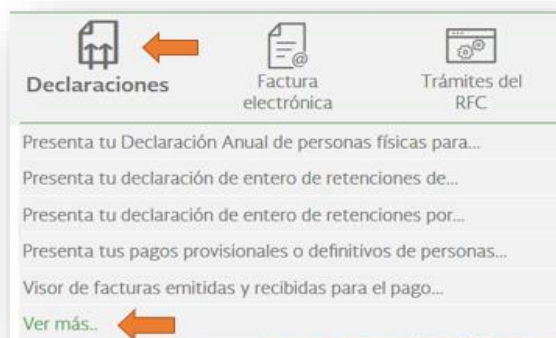 Declaraciones
Factura
electrónica
Trámites del
RFC
Presenta tu Declaración Anual de personas físicas para...
Presenta tu declaración de entero de retenciones de...
Presenta tu declaración de entero de retenciones por...
Presenta tus pagos provisionales o definitivos de personas...
Visor de facturas emitidas y recibidas para el pago...
Ver más..